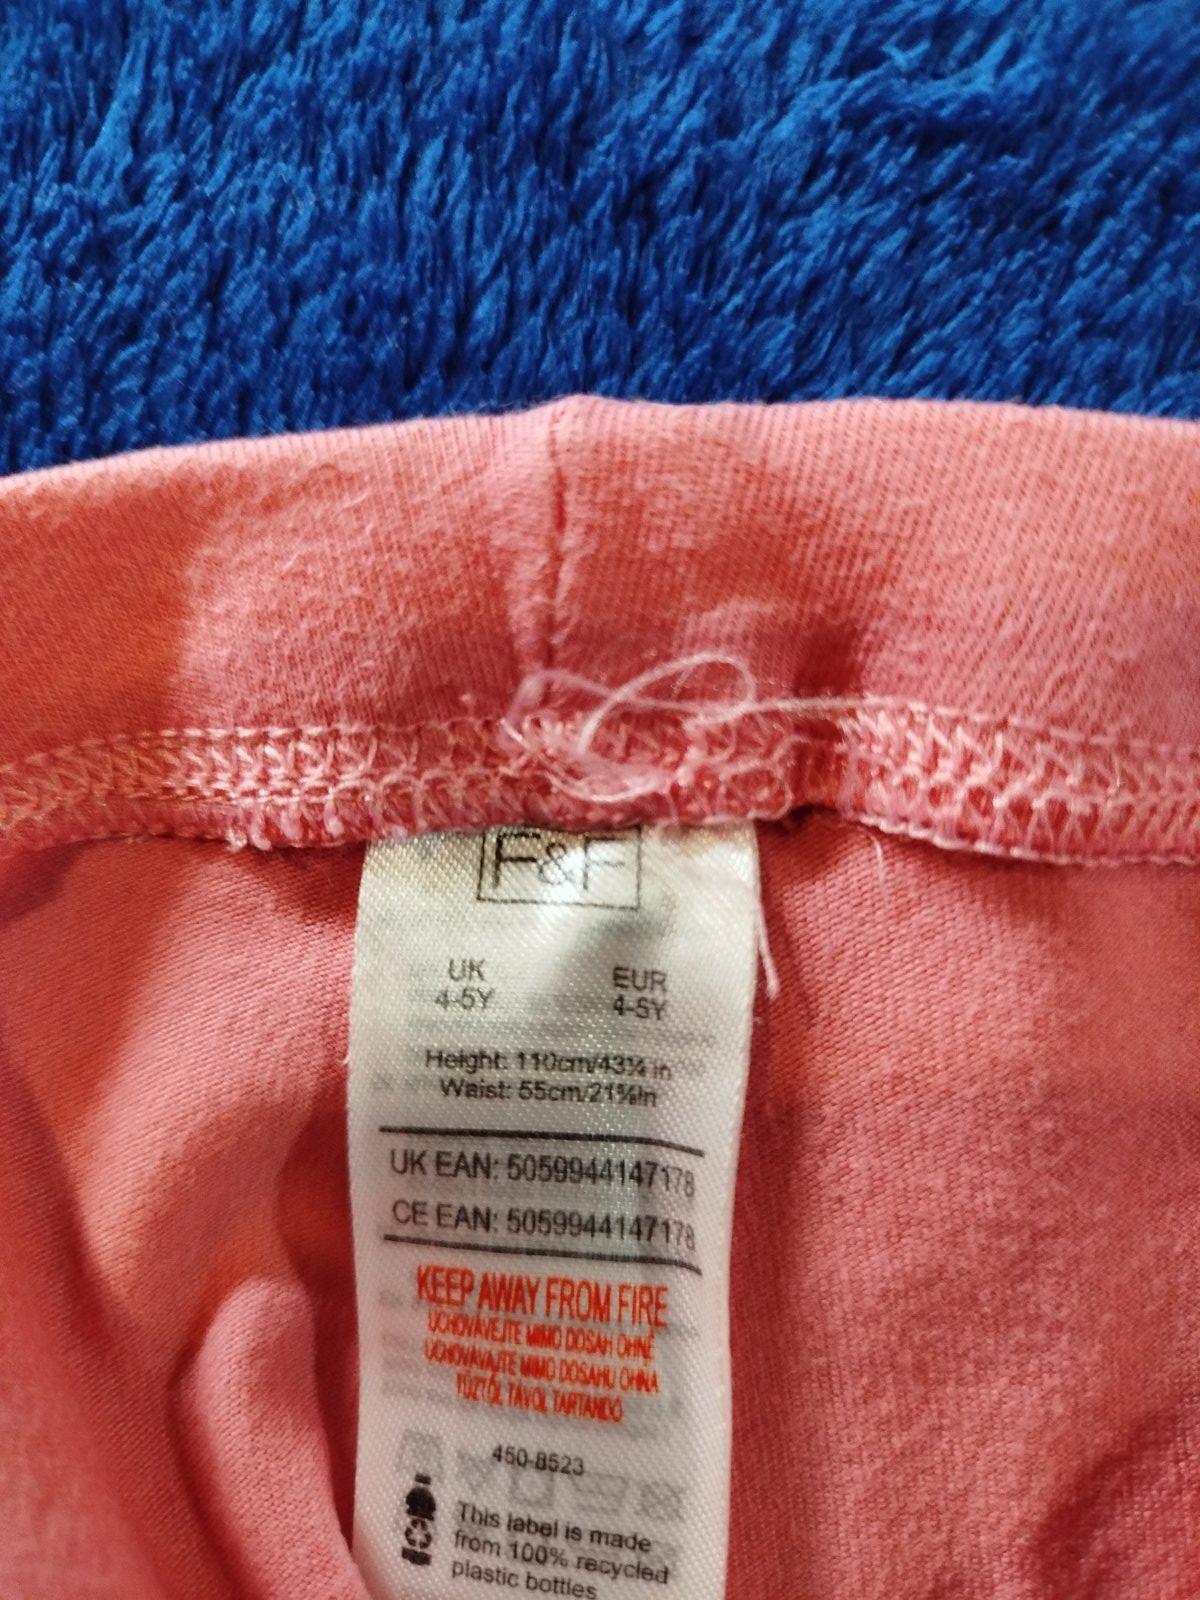 F&F
UK EUR
4-5Y 4-5Y
Height: 110cm/43¼ in
Waist: 55cm/21⅝in
UK EAN: 5059944147178
CE EAN: 5059944147178
KEEP AWAY FROM FIRE
UCHOVÁVEJTE MIMO DOSAH OHNĚ
UCHOVÁVAJTE MIMO DOSAHU OHŇA
TŰZTŐL TÁVOL TARTANDÓ
450-8523
This label is made
from 100% recycled
plastic bottles